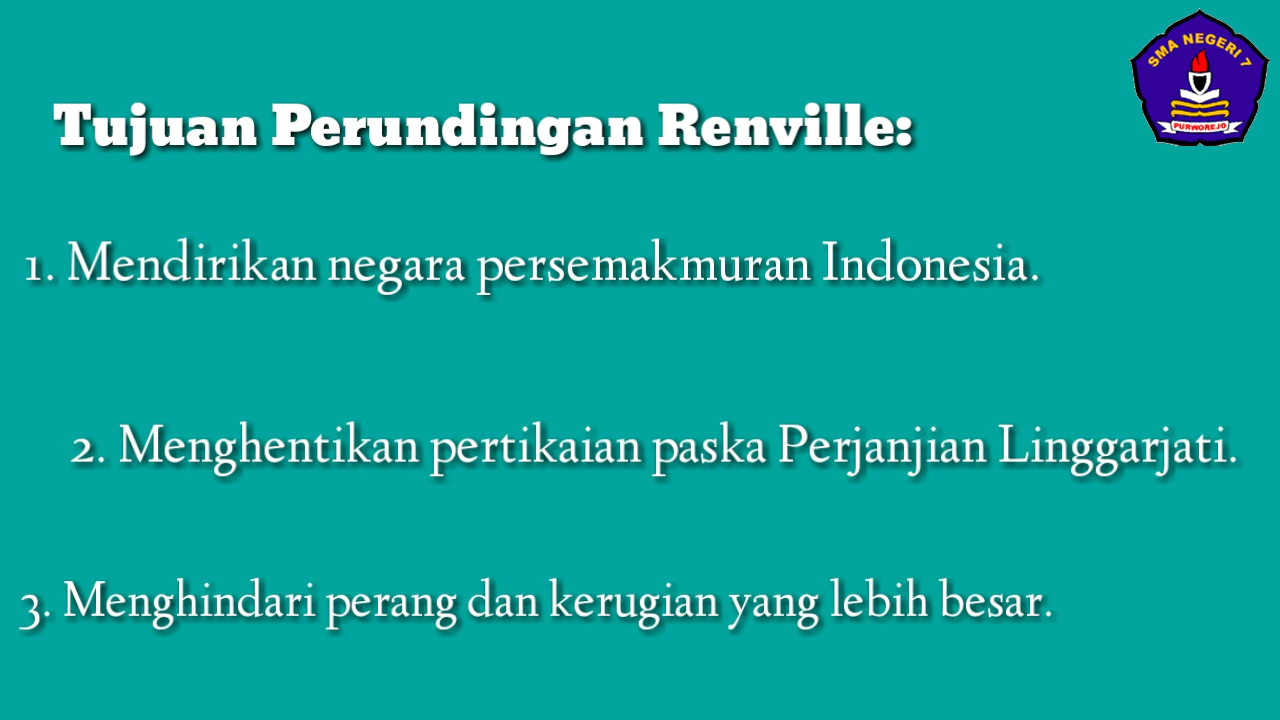 SMA NEGERI 7
PURWOREJO
Tujuan Perundingan Renville:
1. Mendirikan negara persemakmuran Indonesia.
2. Menghentikan pertikaian paska Perjanjian Linggarjati.
3. Menghindari perang dan kerugian yang lebih besar.